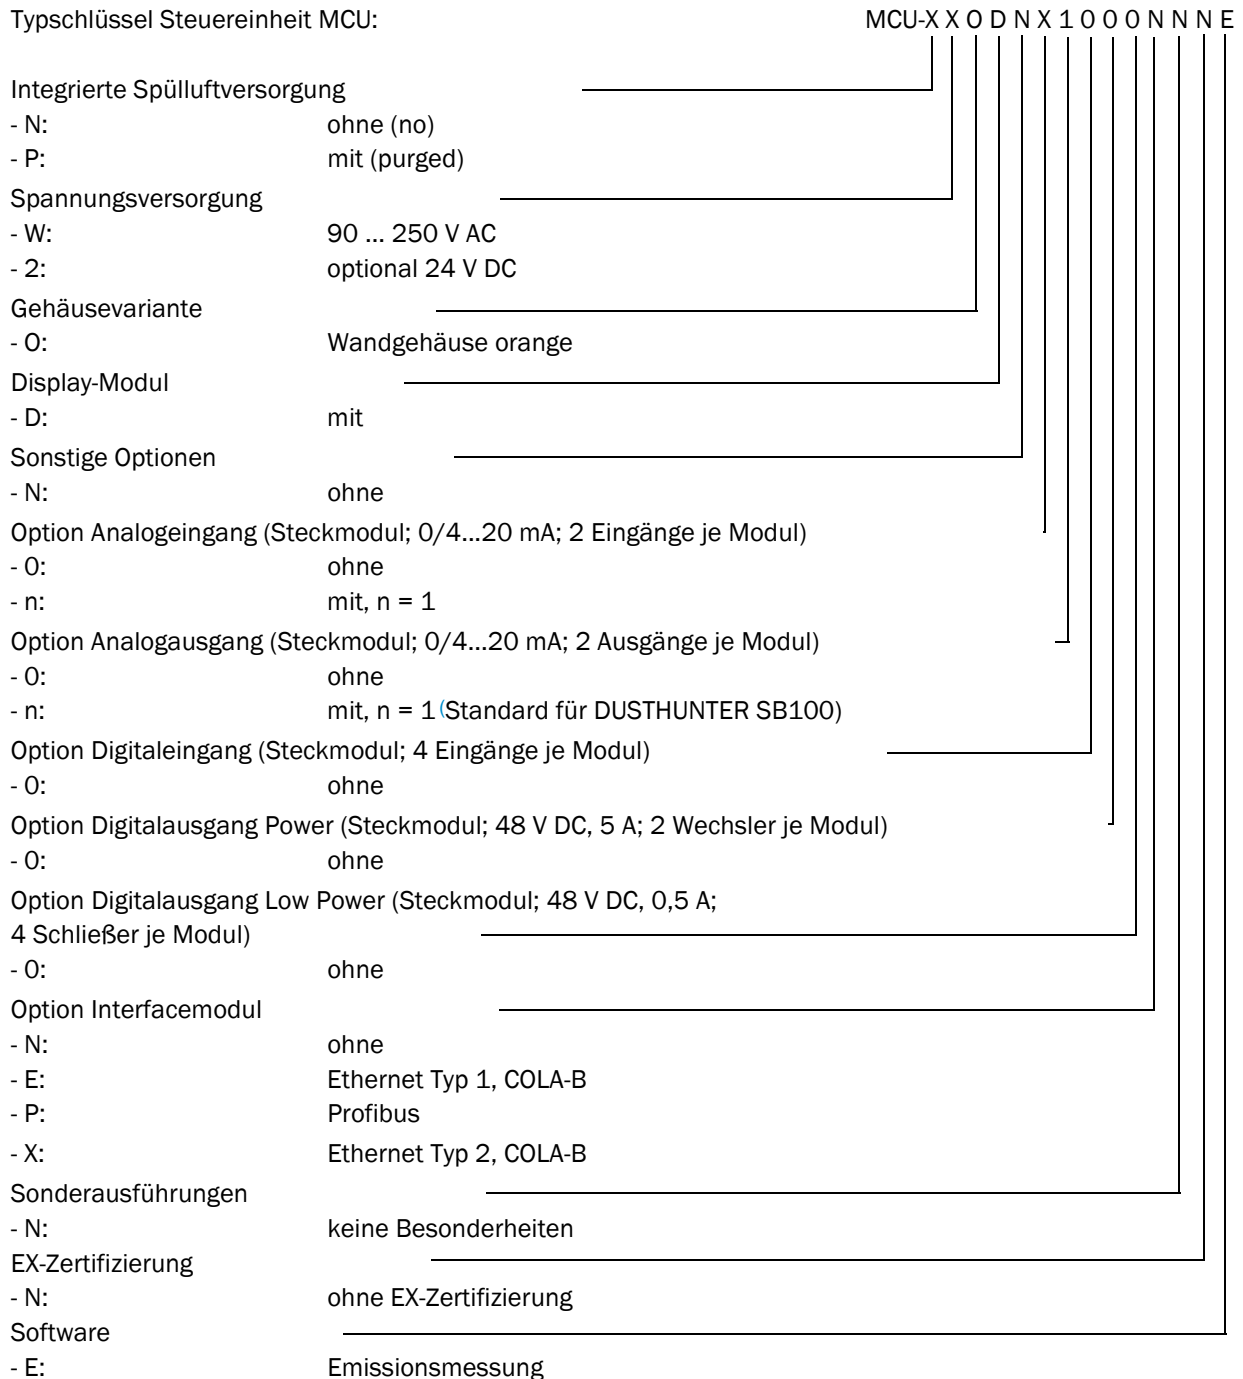 Typschlüssel Steuereinheit MCU: MCU-X X O D N X 1 0 0 0 N N N E
Integrierte Spülluftversorgung
- N: ohne (no)
- P: mit (purged)
Spannungsversorgung
- W: 90 ... 250 V AC
- 2: optional 24 V DC
Gehäusevariante
- O: Wandgehäuse orange
Display-Modul
- D: mit
Sonstige Optionen
- N: ohne
Option Analogeingang (Steckmodul; 0/4...20 mA; 2 Eingänge je Modul)
- 0: ohne
- n: mit, n = 1
Option Analogausgang (Steckmodul; 0/4...20 mA; 2 Ausgänge je Modul)
- 0: ohne
- n: mit, n = 1 (Standard für DUSTHUNTER SB100)
Option Digitaleingang (Steckmodul; 4 Eingänge je Modul)
- 0: ohne
Option Digitalausgang Power (Steckmodul; 48 V DC, 5 A; 2 Wechsler je Modul)
- 0: ohne
Option Digitalausgang Low Power (Steckmodul; 48 V DC, 0,5 A;
4 Schließer je Modul)
- 0: ohne
Option Interfacemodul
- N: ohne
- E: Ethernet Typ 1, COLA-B
- P: Profibus
- X: Ethernet Typ 2, COLA-B
Sonderausführungen
- N: keine Besonderheiten
EX-Zertifizierung
- N: ohne EX-Zertifizierung
Software
- E: Emissionsmessung